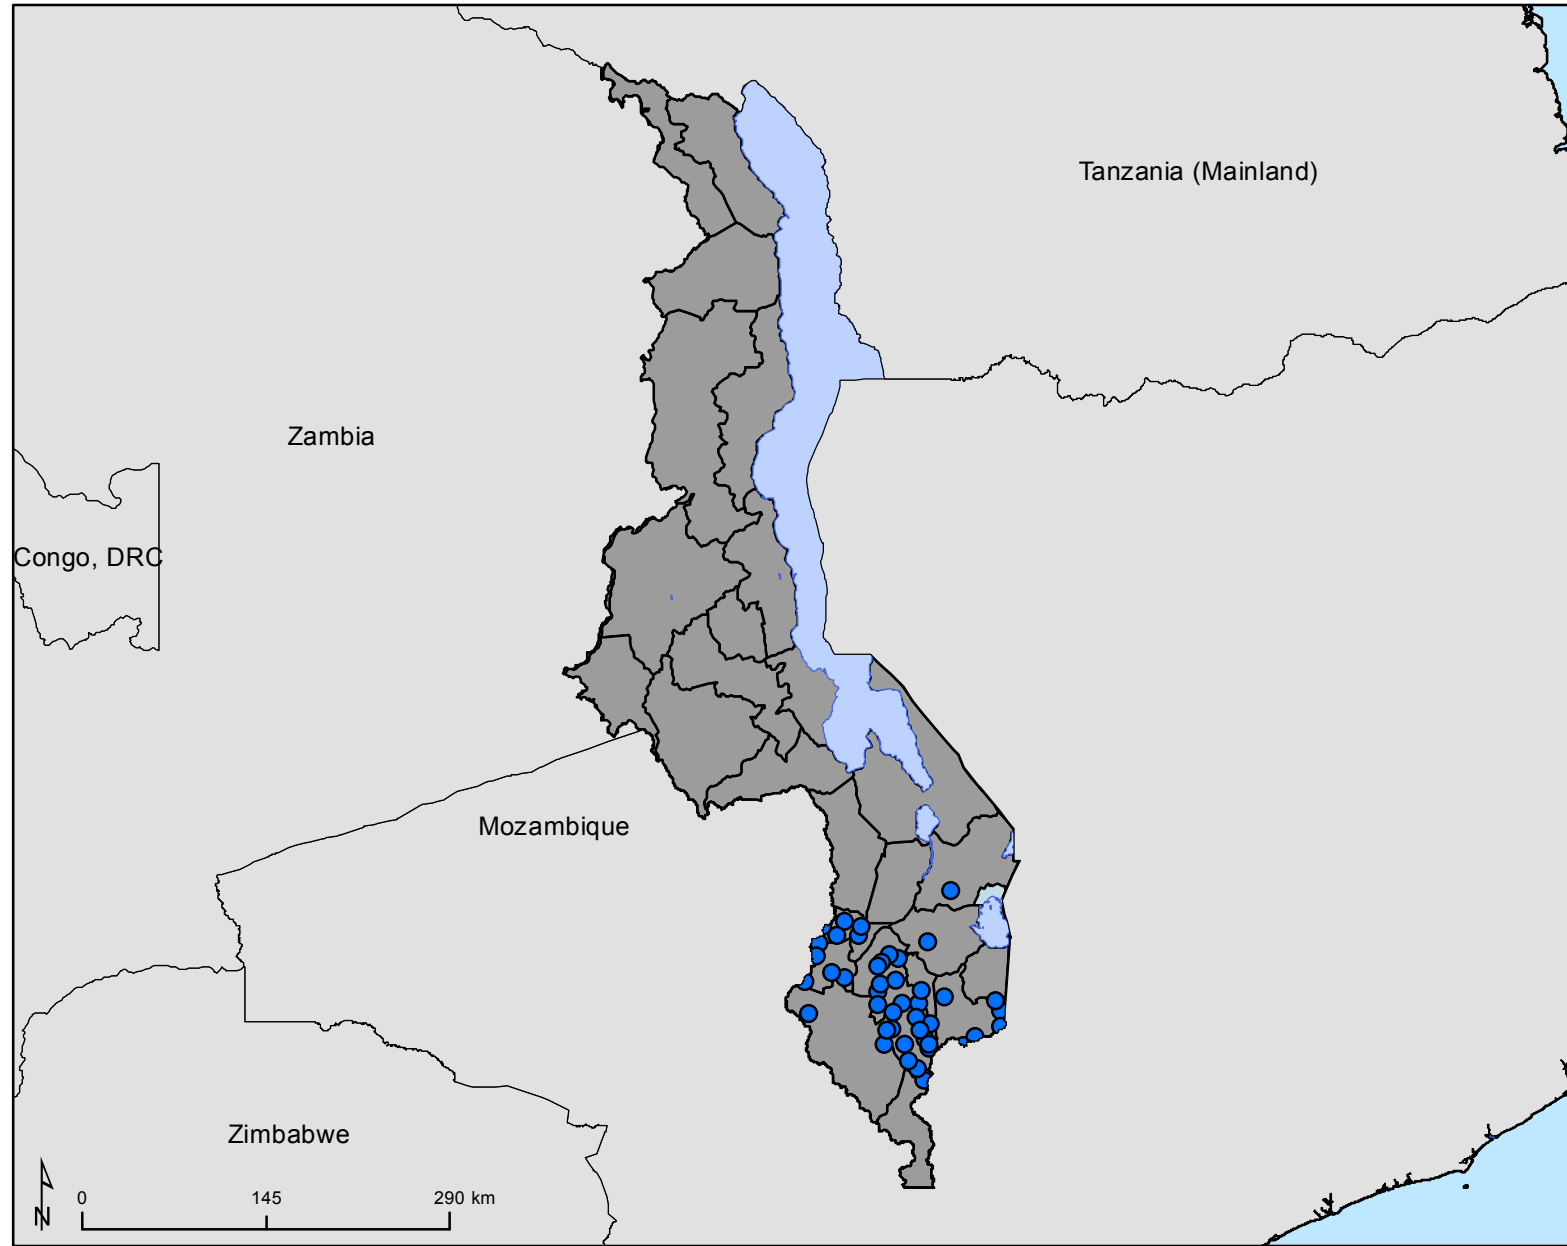 Tanzania (Mainland)
Zambia
Congo, DRC
Mozambique
Zimbabwe
N
0 145 290 km